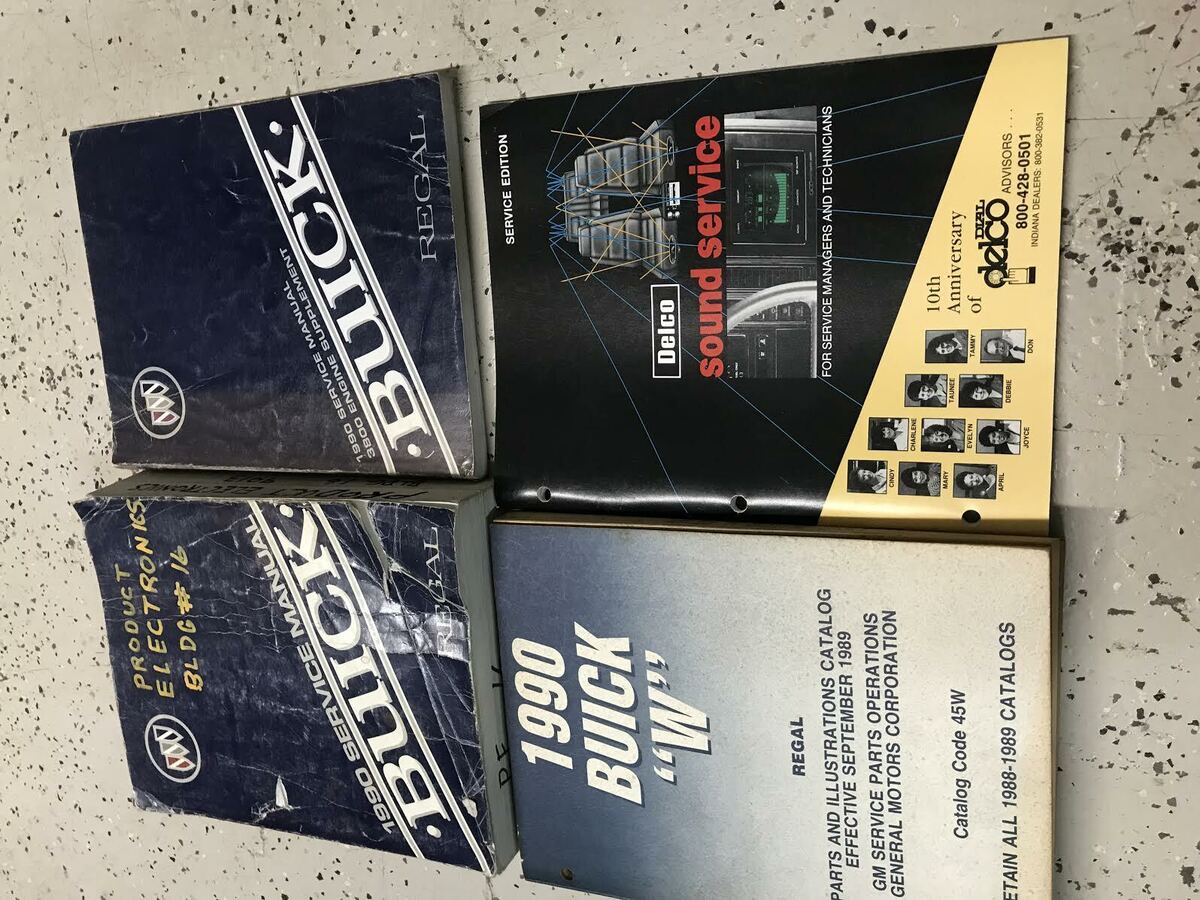 PRODUCT
ELECTRONICS
BLDG#16
1990 SERVICE MANUAL
·BUICK·
REGAL
1990 SERVICE MANUAL
3800 ENGINE SUPPLEMENT
·BUICK·
REGAL
1990
BUICK
“W”
REGAL
PARTS AND ILLUSTRATIONS CATALOG
EFFECTIVE SEPTEMBER 1989
GM SERVICE PARTS OPERATIONS
GENERAL MOTORS CORPORATION
Catalog Code 45W
ETAIN ALL 1988-1989 CATALOGS
SERVICE EDITION
Delco
sound service
FOR SERVICE MANAGERS AND TECHNICIANS
10th
Anniversary
of
DIAL
delco
ADVISORS . . .
800-428-0501
INDIANA DEALERS: 800-382-0531
CINDY
CHARLENE
TAUNEE
TAMMY
MARY
EVELYN
DEBBIE
DON
APRIL
JOYCE